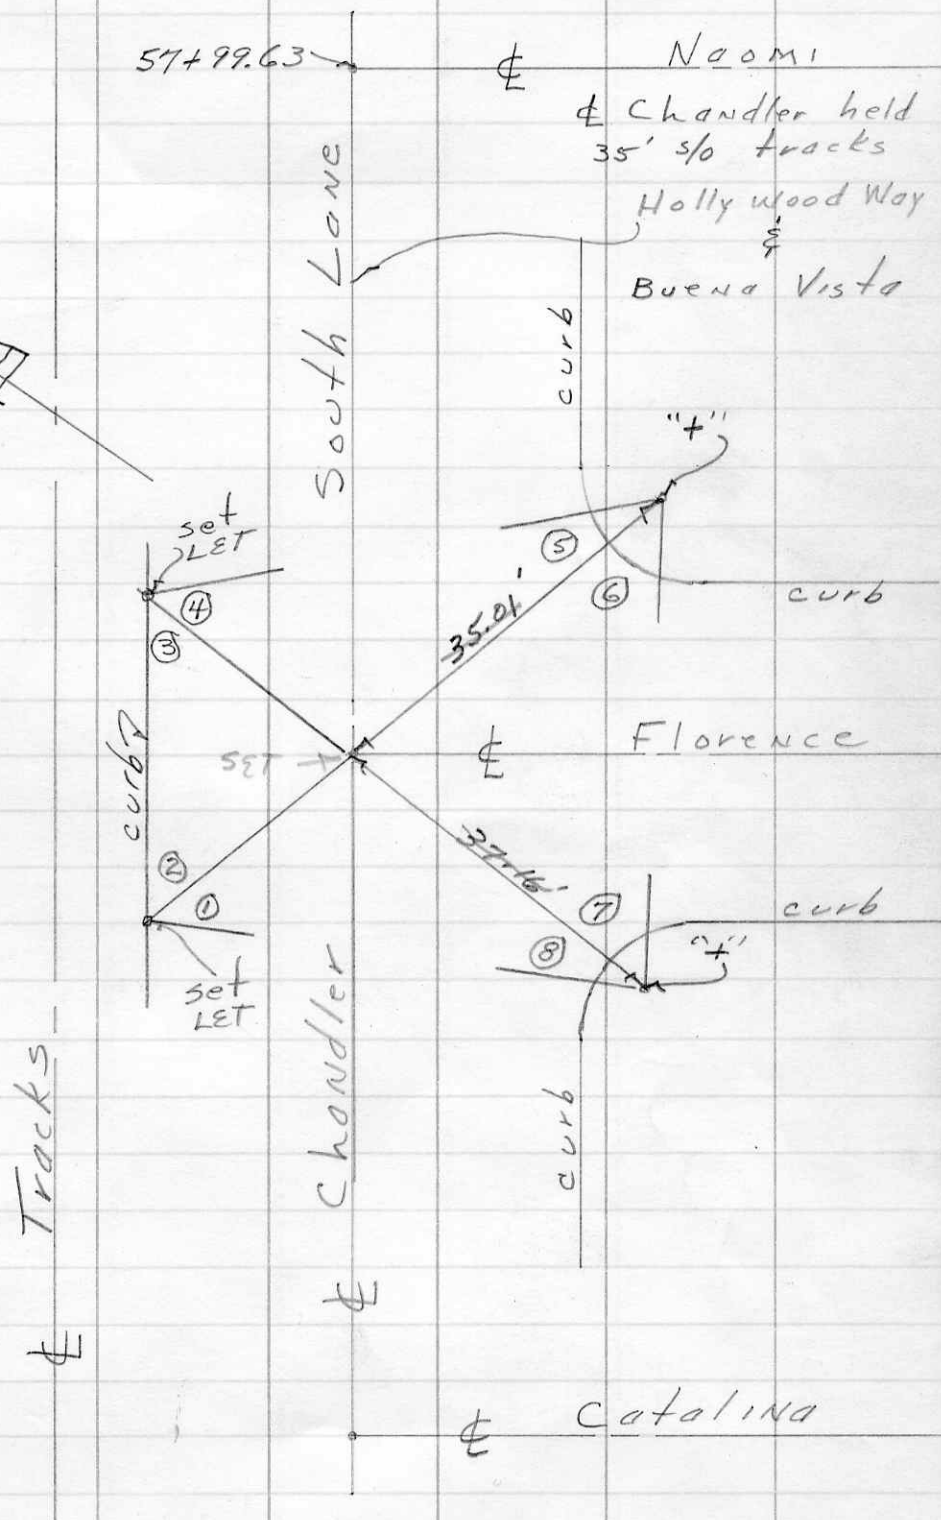 57+99.63
℄ Naomi
℄ Chandler held
35' s/o tracks
Hollywood Way
&
Buena Vista
South Lane
curb
"+"
set
LET
④
③
⑤
⑥
35.01'
curb
curb
SET
℄ Florence
②
①
37.16'
⑦
⑧
curb
"+"
set
LET
curb
℄ Tracks
℄ Chandler
℄ Catalina